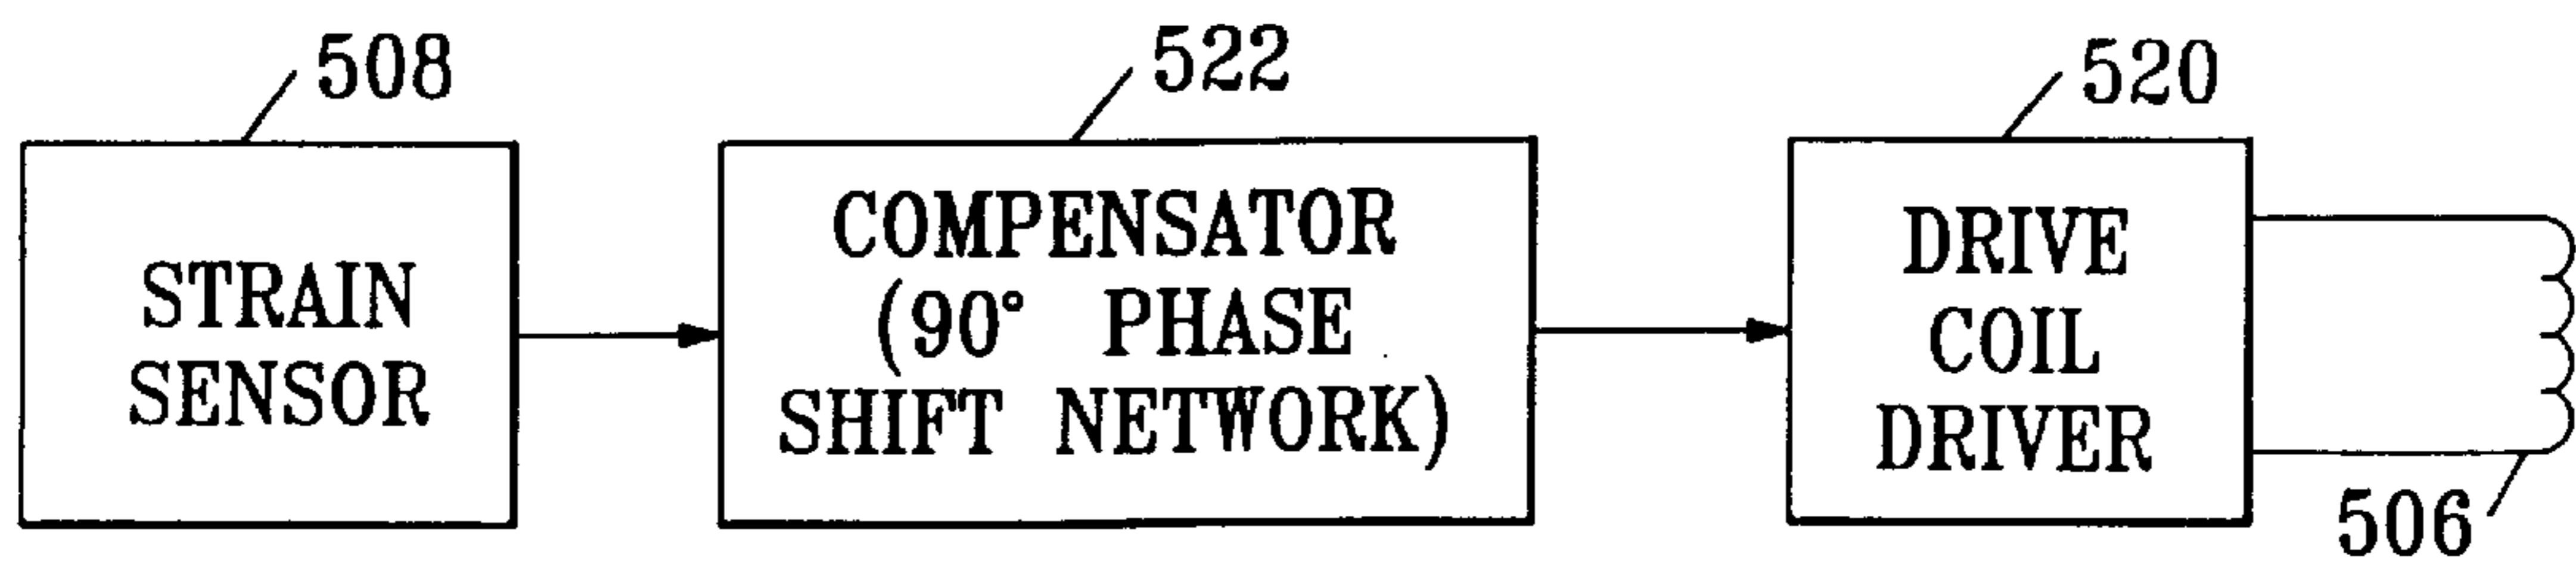 508
522
520
STRAIN
SENSOR
COMPENSATOR
(90° PHASE
SHIFT NETWORK)
DRIVE
COIL
DRIVER
506